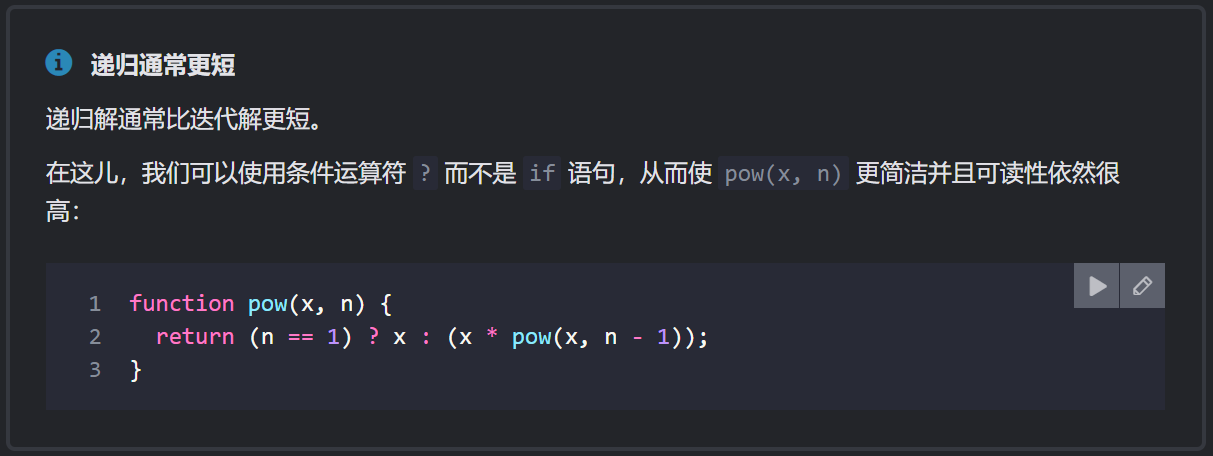 递归通常更短
递归解通常比迭代解更短。
在这儿，我们可以使用条件运算符 ? 而不是 if 语句，从而使 pow(x, n) 更简洁并且可读性依然很
高：
1 function pow(x, n) {
2   return (n == 1) ? x : (x * pow(x, n - 1));
3 }